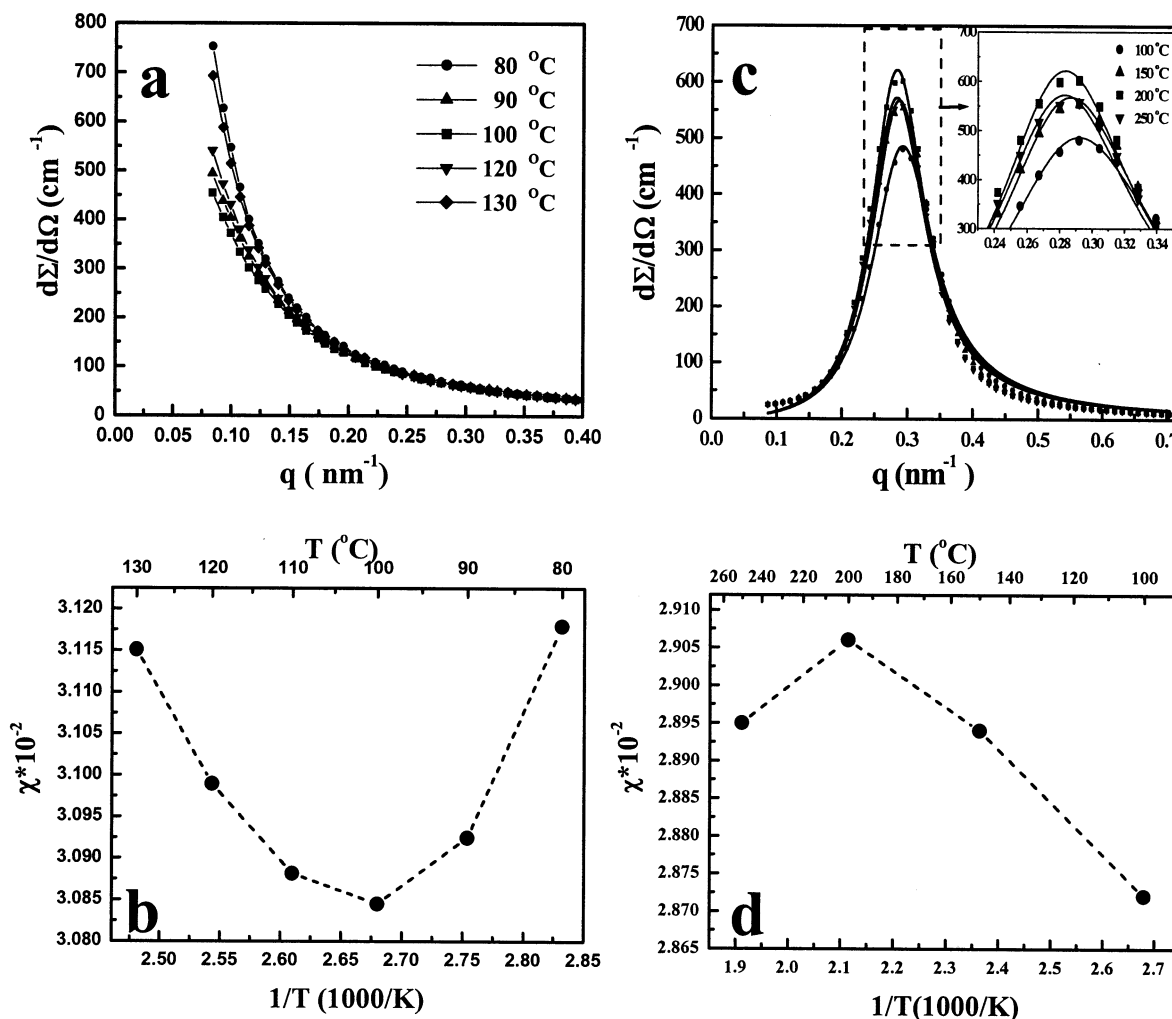 a
800
700
600
500
400
300
200
100
0
dΣ/dΩ (cm⁻¹)
80 °C
90 °C
100 °C
120 °C
130 °C
0.00 0.05 0.10 0.15 0.20 0.25 0.30 0.35 0.40
q ( nm⁻¹)
c
700
600
500
400
300
200
100
0
dΣ/dΩ (cm⁻¹)
700
600
500
400
300
100°C
150°C
200°C
250°C
0.24 0.26 0.28 0.30 0.32 0.34
0.0 0.1 0.2 0.3 0.4 0.5 0.6 0.7
q (nm⁻¹)
T (°C)
130 120 110 100 90 80
3.120
3.115
3.110
3.105
3.100
3.095
3.090
3.085
3.080
χ*10⁻²
b
2.50 2.55 2.60 2.65 2.70 2.75 2.80 2.85
1/T (1000/K)
T (°C)
260 240 220 200 180 160 140 120 100
2.910
2.905
2.900
2.895
2.890
2.885
2.880
2.875
2.870
2.865
χ*10⁻²
d
1.9 2.0 2.1 2.2 2.3 2.4 2.5 2.6 2.7
1/T(1000/K)